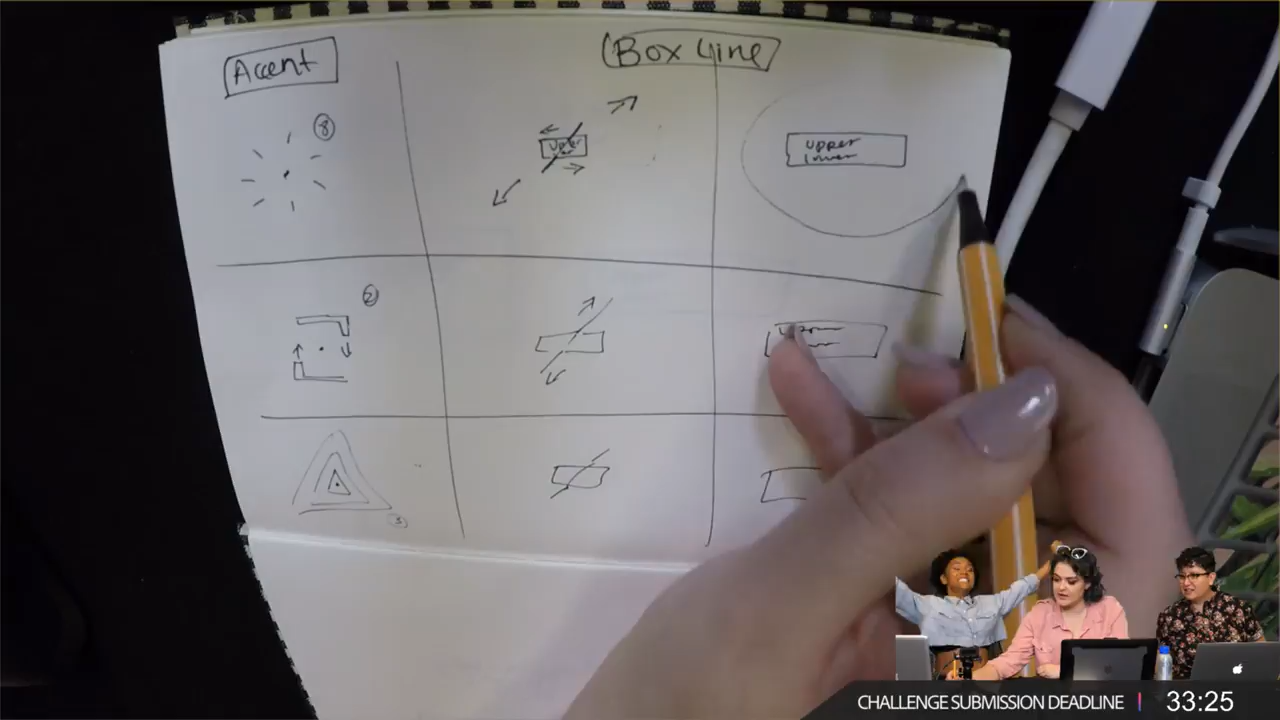 Accent
Box Line
8
upper
upper
lower
2
3
CHALLENGE SUBMISSION DEADLINE | 33:25